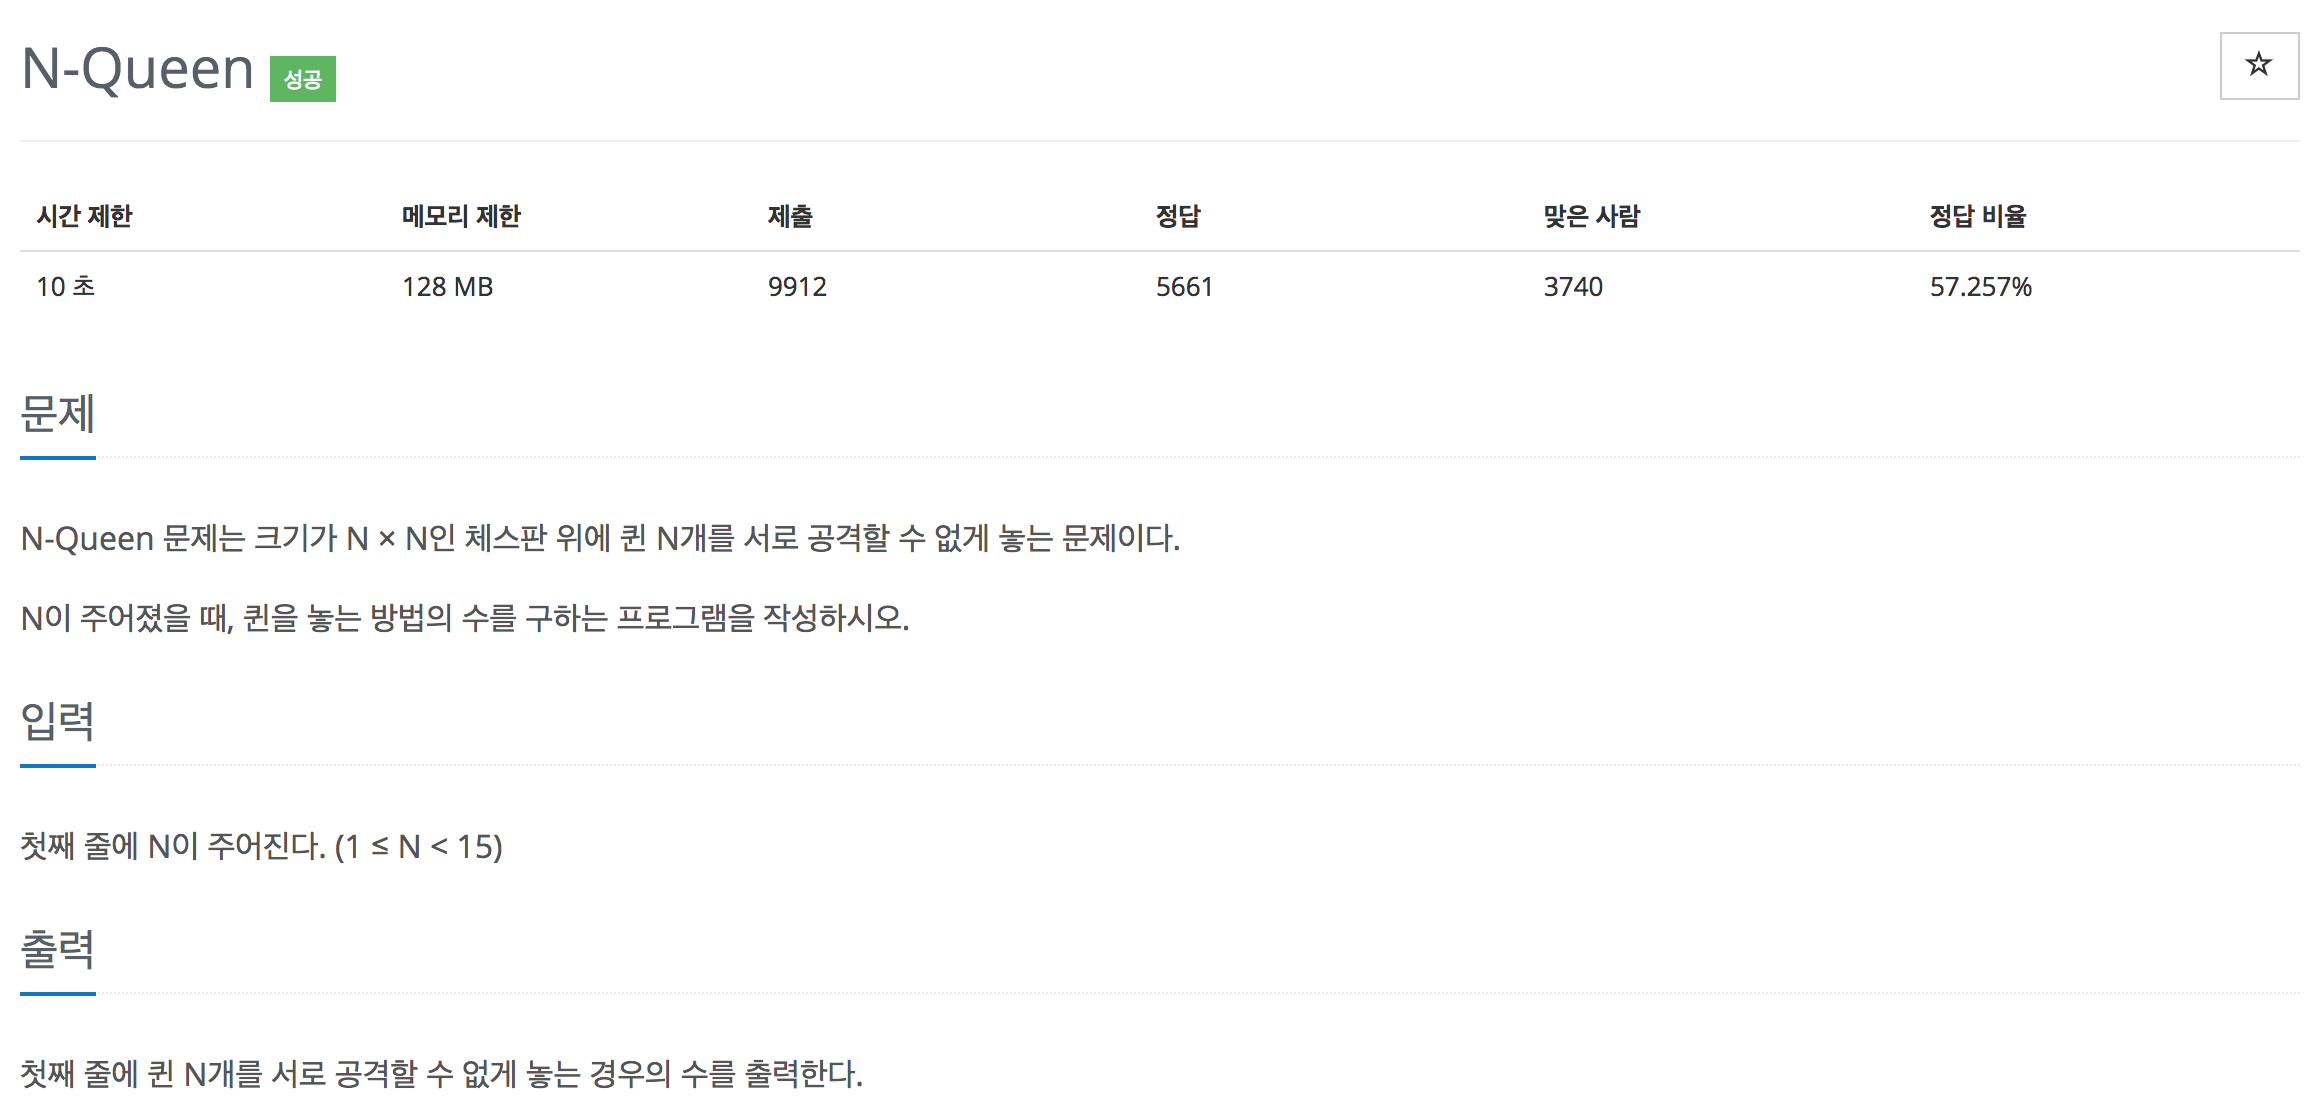 N-Queen 성공
시간 제한 메모리 제한 제출 정답 맞은 사람 정답 비율
10 초 128 MB 9912 5661 3740 57.257%
문제
N-Queen 문제는 크기가 N × N인 체스판 위에 퀸 N개를 서로 공격할 수 없게 놓는 문제이다.
N이 주어졌을 때, 퀸을 놓는 방법의 수를 구하는 프로그램을 작성하시오.
입력
첫째 줄에 N이 주어진다. (1 ≤ N < 15)
출력
첫째 줄에 퀸 N개를 서로 공격할 수 없게 놓는 경우의 수를 출력한다.